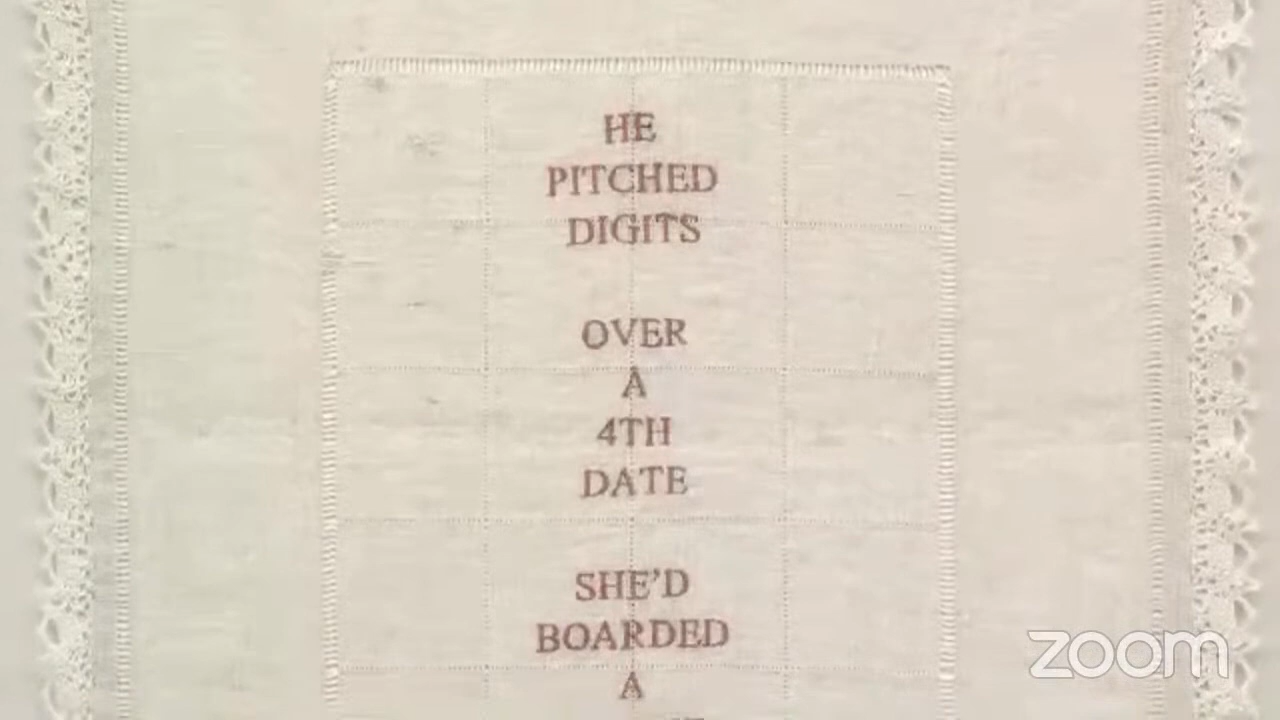 HE
PITCHED
DIGITS
OVER
A
4TH
DATE
SHE'D
BOARDED
A
zoom